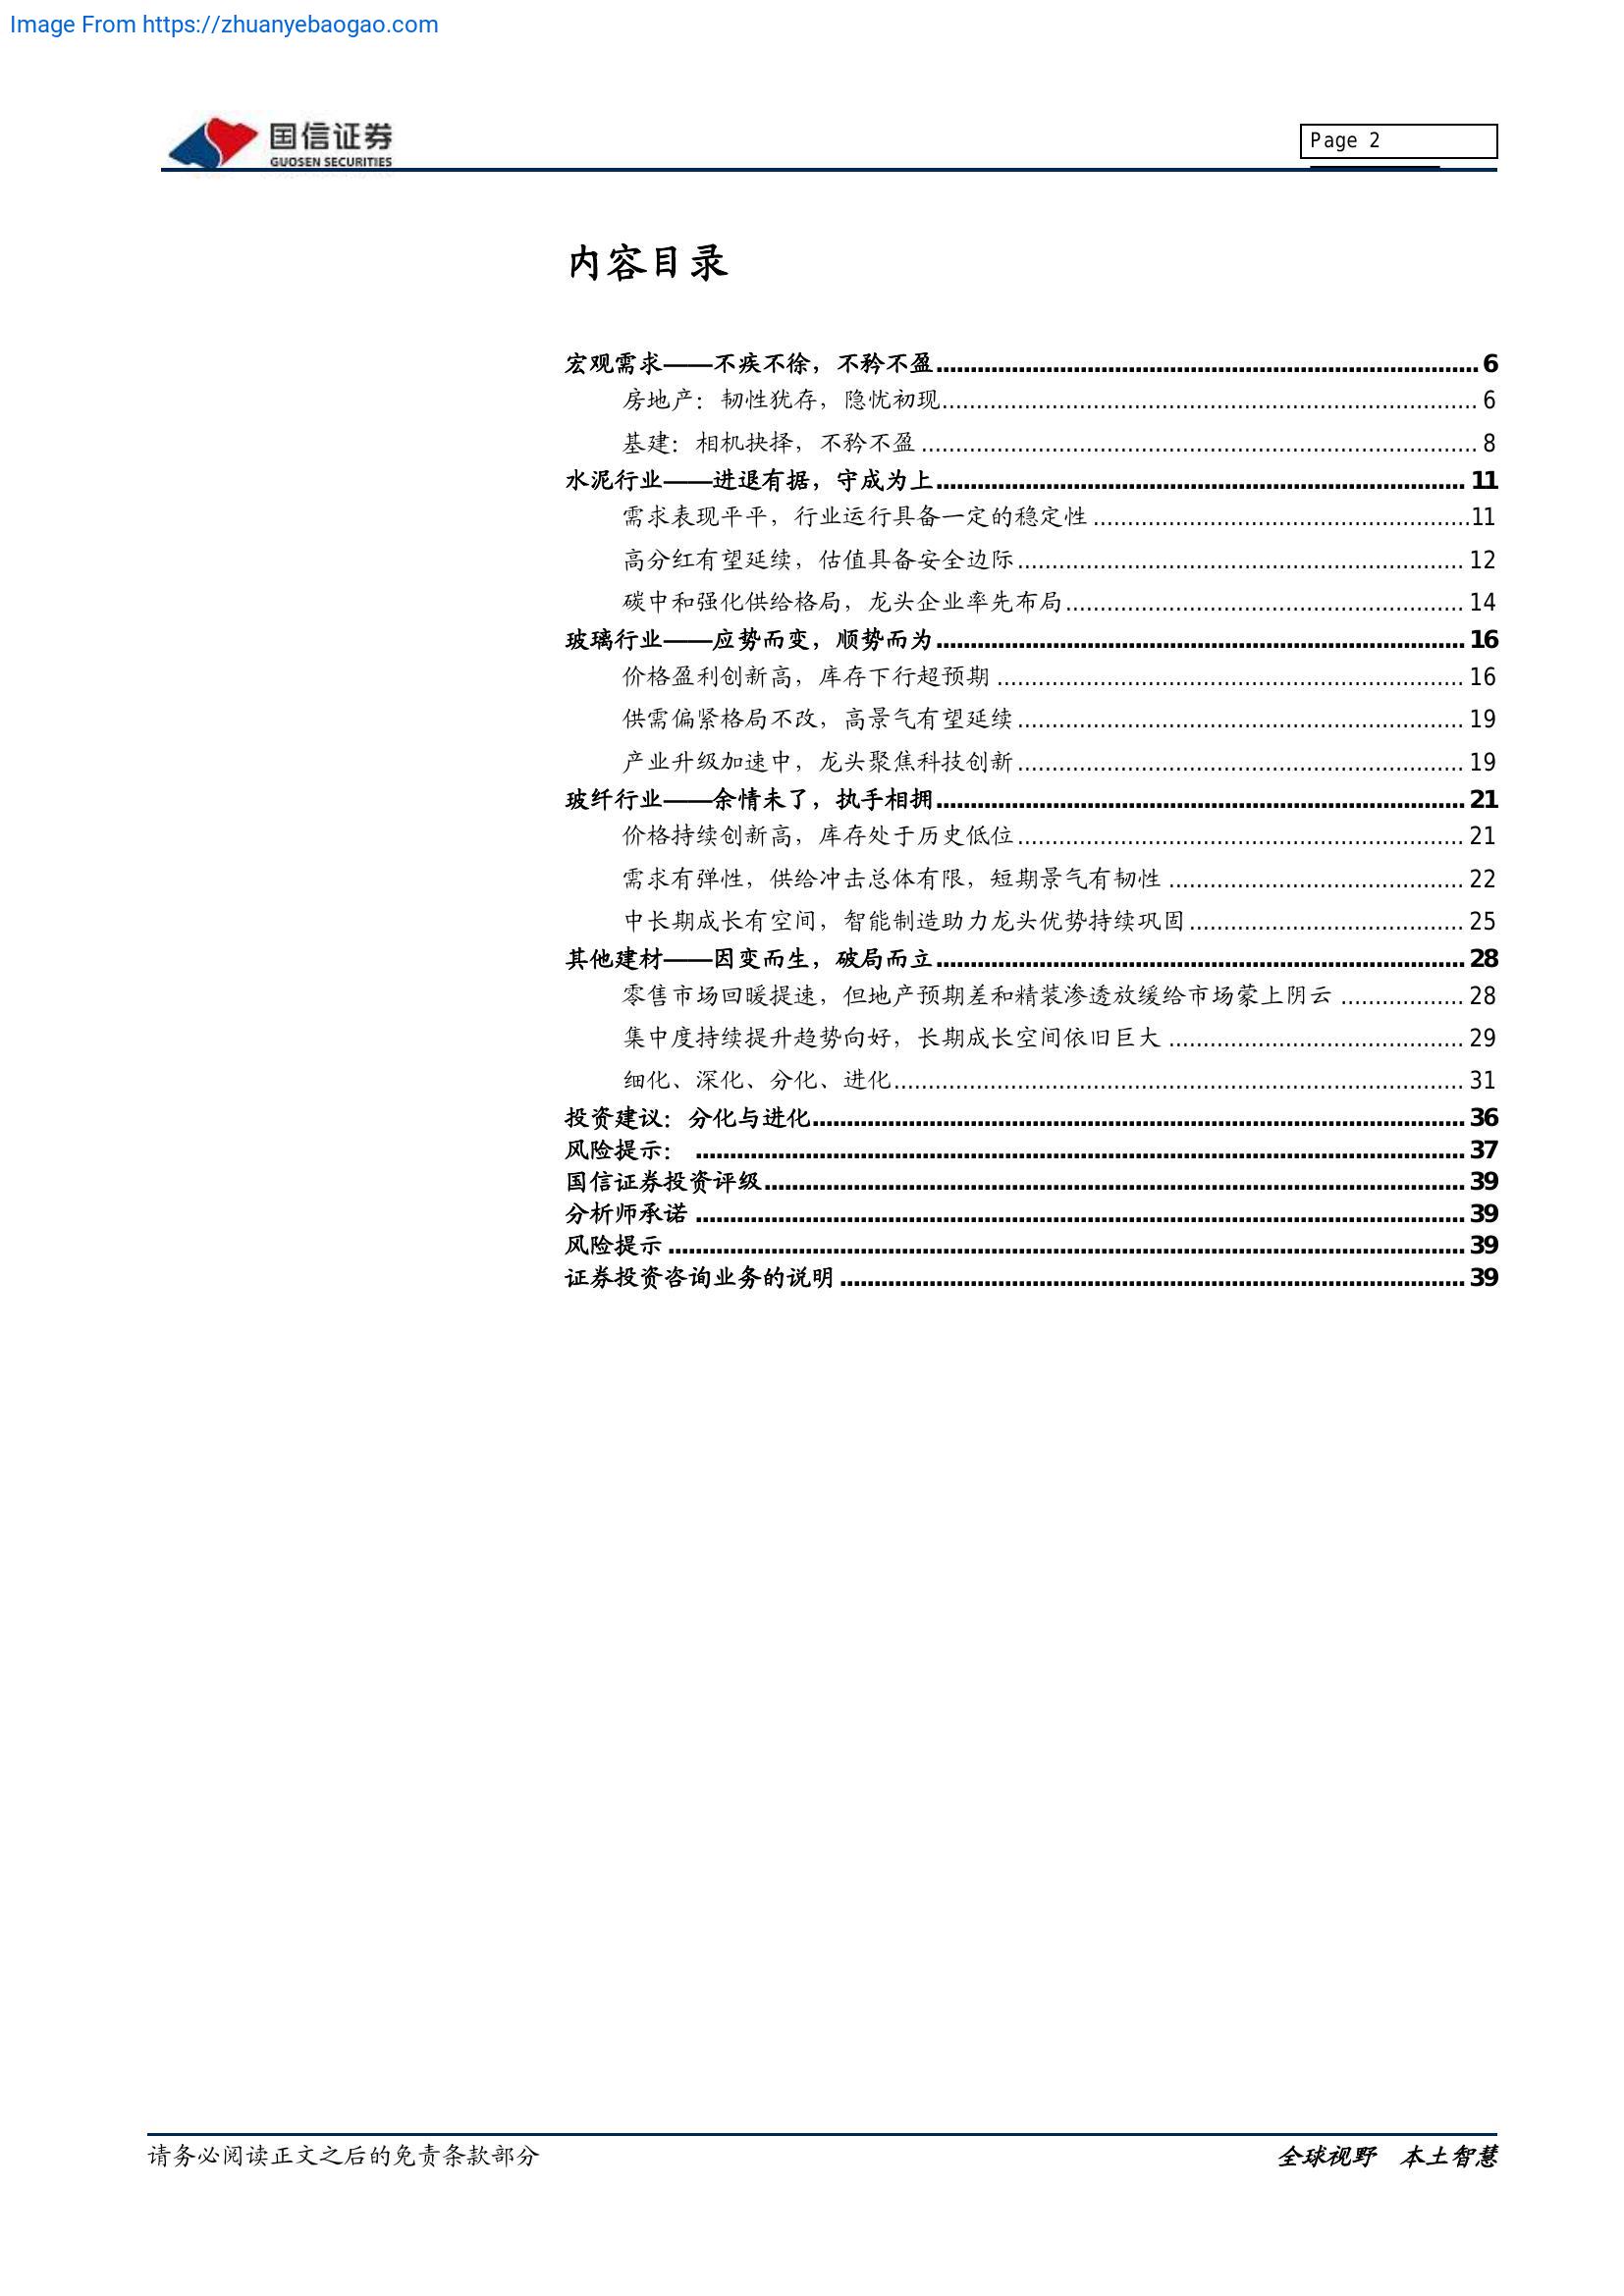 Image From https://zhuanyebaogao.com
国信证券
GUOSEN SECURITIES
Page 2
内容目录
宏观需求——不疾不徐，不矜不盈........................................ 6
房地产：韧性犹存，隐忧初现........................................ 6
基建：相机抉择，不矜不盈 ........................................ 8
水泥行业——进退有据，守成为上........................................ 11
需求表现平平，行业运行具备一定的稳定性 ........................................11
高分红有望延续，估值具备安全边际........................................ 12
碳中和强化供给格局，龙头企业率先布局........................................ 14
玻璃行业——应势而变，顺势而为........................................ 16
价格盈利创新高，库存下行超预期 ........................................ 16
供需偏紧格局不改，高景气有望延续........................................ 19
产业升级加速中，龙头聚焦科技创新........................................ 19
玻纤行业——余情未了，执手相拥........................................ 21
价格持续创新高，库存处于历史低位........................................ 21
需求有弹性，供给冲击总体有限，短期景气有韧性 ........................................ 22
中长期成长有空间，智能制造助力龙头优势持续巩固........................................ 25
其他建材——因变而生，破局而立........................................ 28
零售市场回暖提速，但地产预期差和精装渗透放缓给市场蒙上阴云 .................. 28
集中度持续提升趋势向好，长期成长空间依旧巨大 ........................................ 29
细化、深化、分化、进化........................................ 31
投资建议：分化与进化........................................ 36
风险提示： ........................................ 37
国信证券投资评级........................................ 39
分析师承诺 ........................................ 39
风险提示 ........................................ 39
证券投资咨询业务的说明 ........................................ 39
请务必阅读正文之后的免责条款部分
全球视野 本土智慧